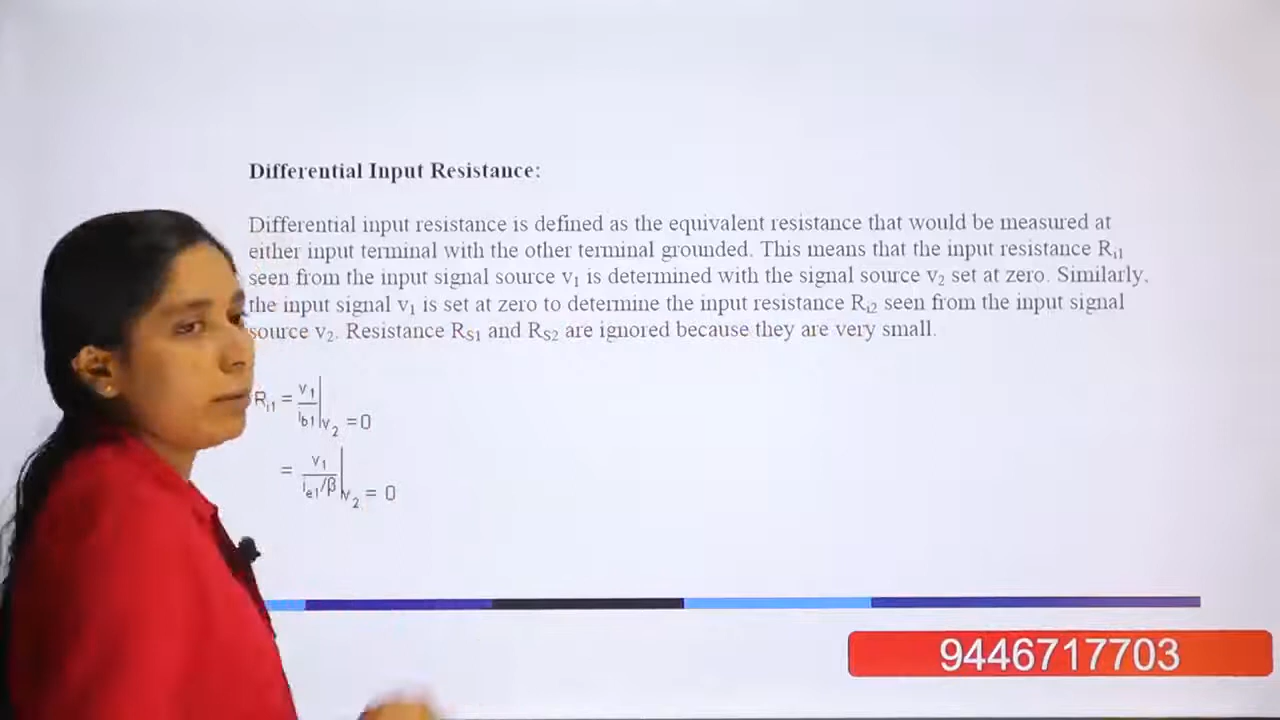 Differential Input Resistance:
Differential input resistance is defined as the equivalent resistance that would be measured at
either input terminal with the other terminal grounded. This means that the input resistance Ri1
seen from the input signal source v1 is determined with the signal source v2 set at zero. Similarly,
the input signal v1 is set at zero to determine the input resistance Ri2 seen from the input signal
source v2. Resistance RS1 and RS2 are ignored because they are very small.
Ri1 = v1/ib1 | v2 = 0
= v1/(ie1/β) | v2 = 0
9446717703